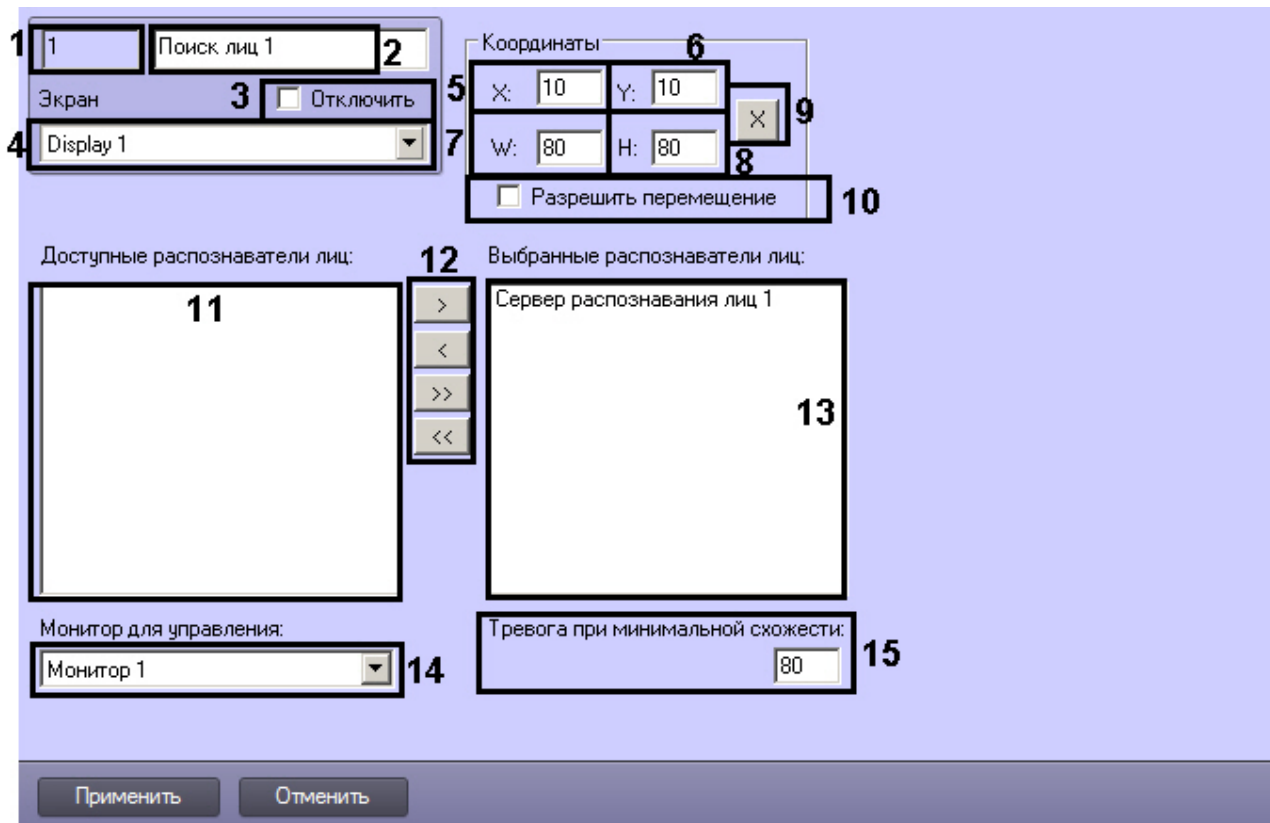 1 1 Поиск лиц 1 2
Экран 3 Отключить
4 Display 1
Координаты 6
5 X: 10 Y: 10 X 9
7 W: 80 H: 80 8
Разрешить перемещение 10
Доступные распознаватели лиц: 12 Выбранные распознаватели лиц:
11 > Сервер распознавания лиц 1
<
>>
<<
13
Монитор для управления:
Монитор 1 14
Тревога при минимальной схожести:
80 15
Применить Отменить